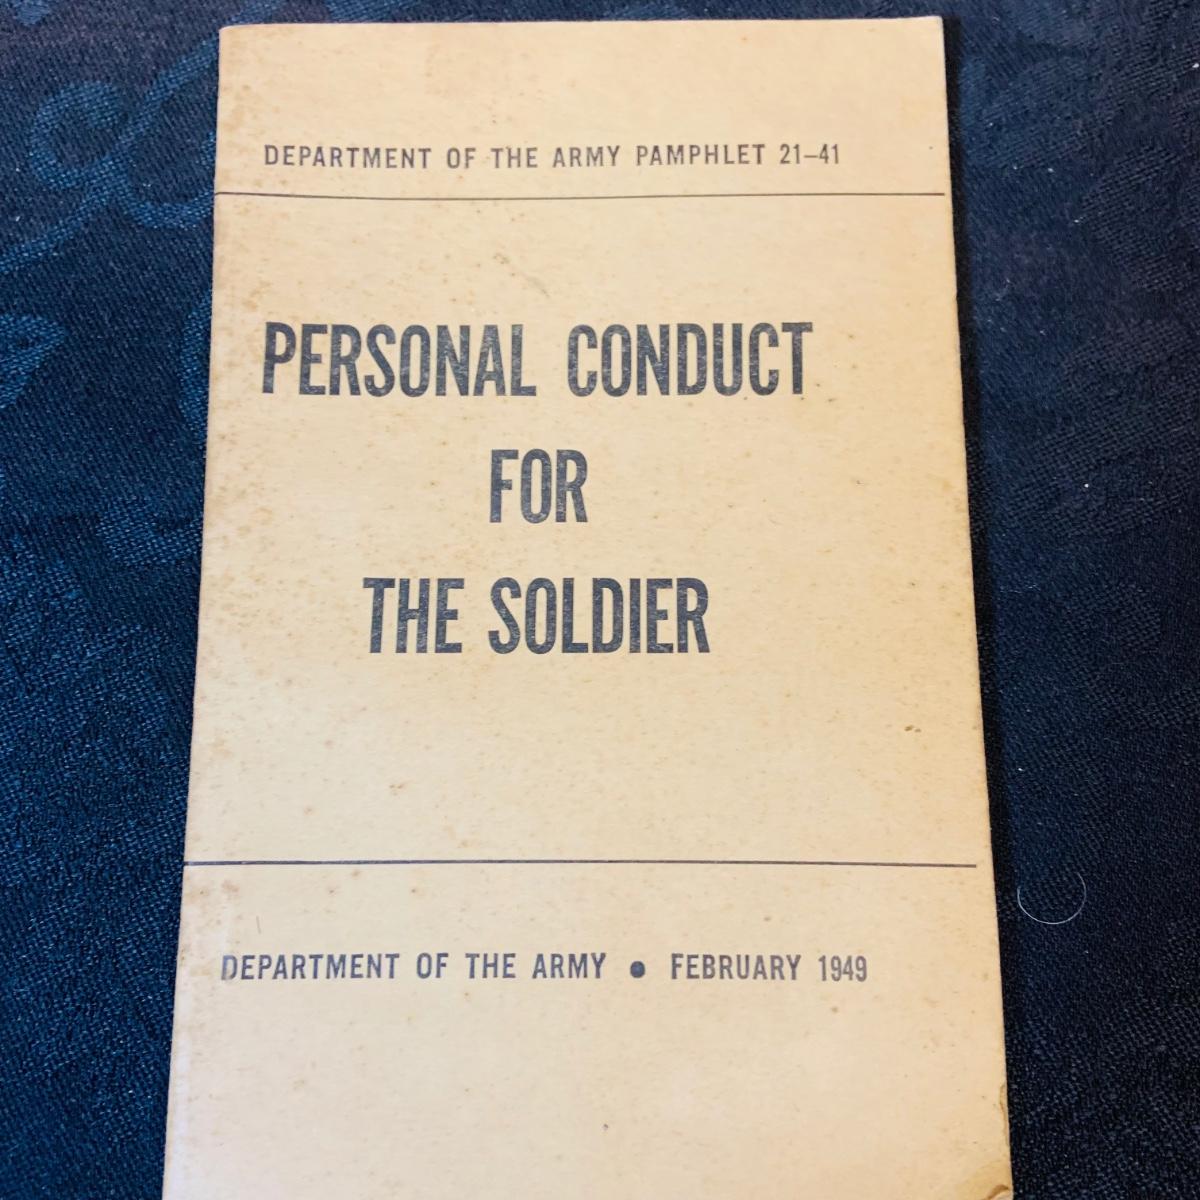 DEPARTMENT OF THE ARMY PAMPHLET 21–41
PERSONAL CONDUCT
FOR
THE SOLDIER
DEPARTMENT OF THE ARMY • FEBRUARY 1949